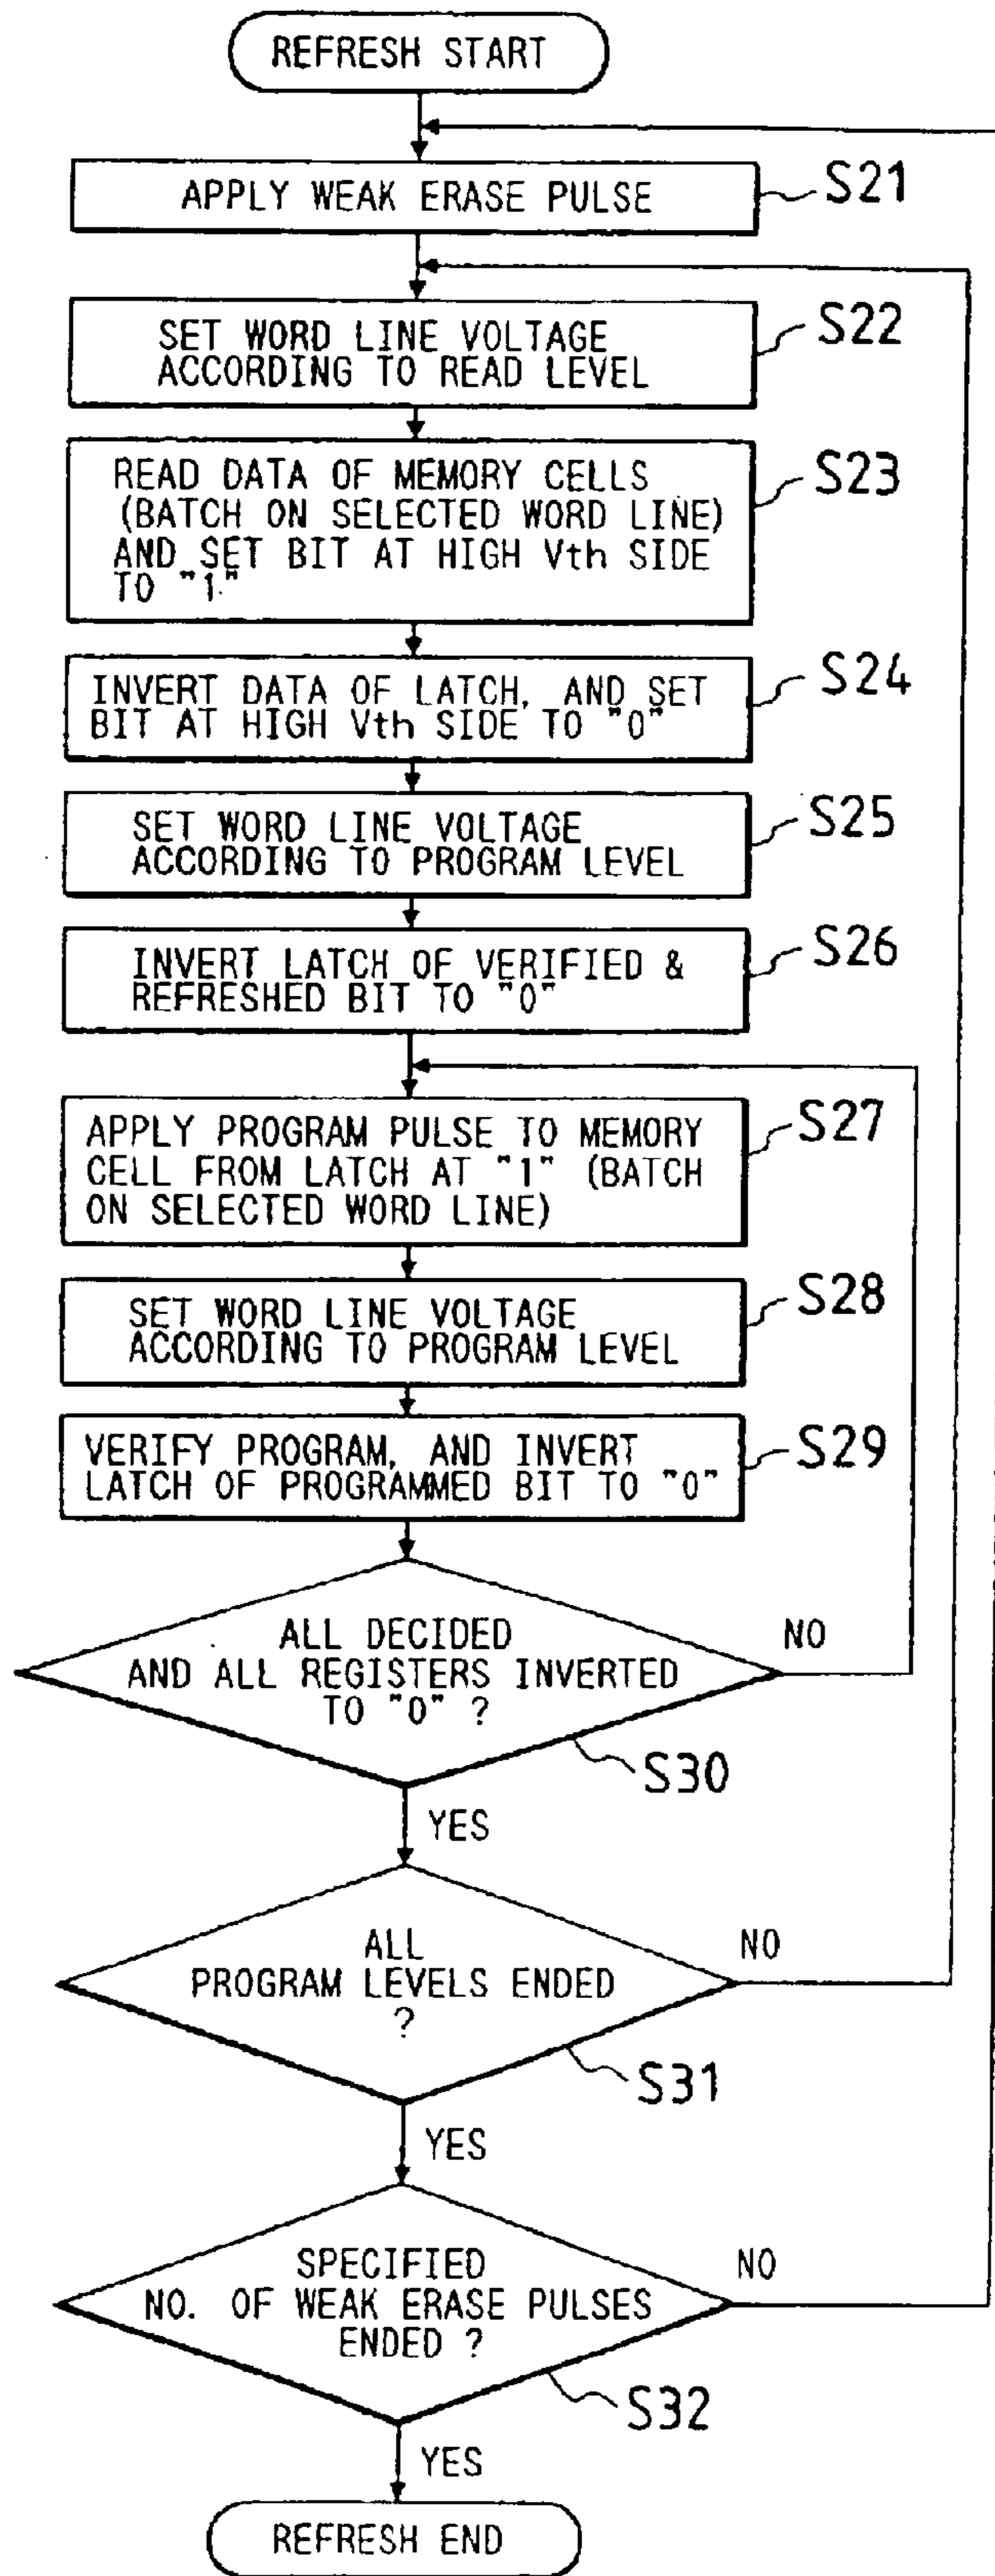 REFRESH START
APPLY WEAK ERASE PULSE
S21
SET WORD LINE VOLTAGE
ACCORDING TO READ LEVEL
S22
READ DATA OF MEMORY CELLS
(BATCH ON SELECTED WORD LINE)
AND SET BIT AT HIGH Vth SIDE
TO "1"
S23
INVERT DATA OF LATCH, AND SET
BIT AT HIGH Vth SIDE TO "0"
S24
SET WORD LINE VOLTAGE
ACCORDING TO PROGRAM LEVEL
S25
INVERT LATCH OF VERIFIED &
REFRESHED BIT TO "0"
S26
APPLY PROGRAM PULSE TO MEMORY
CELL FROM LATCH AT "1" (BATCH
ON SELECTED WORD LINE)
S27
SET WORD LINE VOLTAGE
ACCORDING TO PROGRAM LEVEL
S28
VERIFY PROGRAM, AND INVERT
LATCH OF PROGRAMMED BIT TO "0"
S29
ALL DECIDED
AND ALL REGISTERS INVERTED
TO "0" ?
NO
S30
YES
ALL
PROGRAM LEVELS ENDED
?
NO
S31
YES
SPECIFIED
NO. OF WEAK ERASE PULSES
ENDED ?
NO
S32
YES
REFRESH END